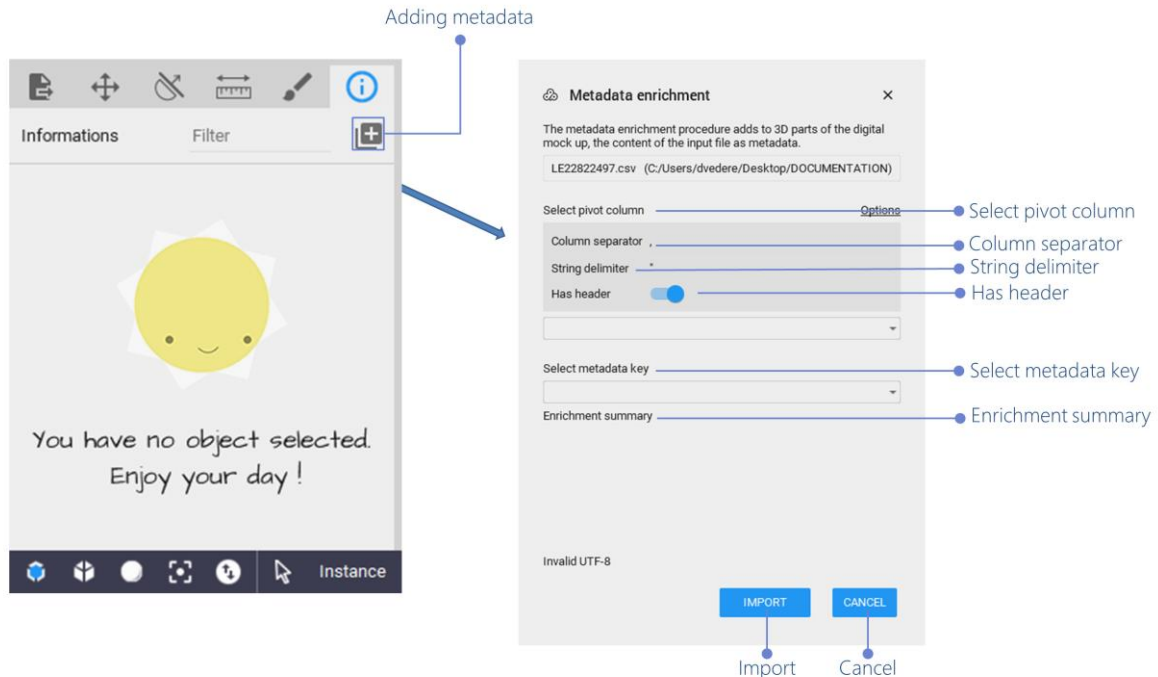 Adding metadata
Informations
Filter
You have no object selected.
Enjoy your day !
Instance
Metadata enrichment
The metadata enrichment procedure adds to 3D parts of the digital
mock up, the content of the input file as metadata.
LE22822497.csv (C:/Users/dvedere/Desktop/DOCUMENTATION)
Select pivot column
Options
Select pivot column
Column separator ,
Column separator
String delimiter "
String delimiter
Has header
Has header
Select metadata key
Select metadata key
Enrichment summary
Enrichment summary
Invalid UTF-8
IMPORT
CANCEL
Import
Cancel